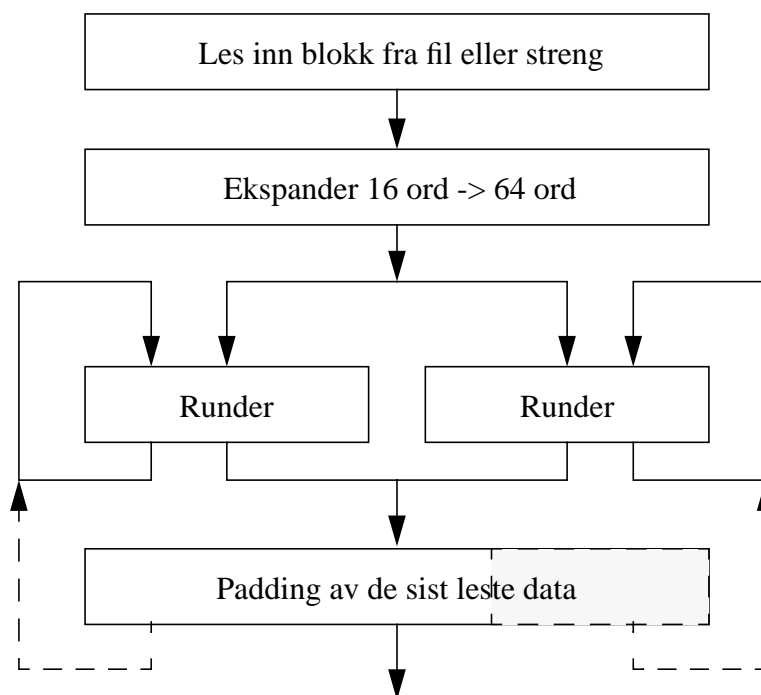 Les inn blokk fra fil eller streng
Ekspander 16 ord -> 64 ord
Runder
Runder
Padding av de sist leste data